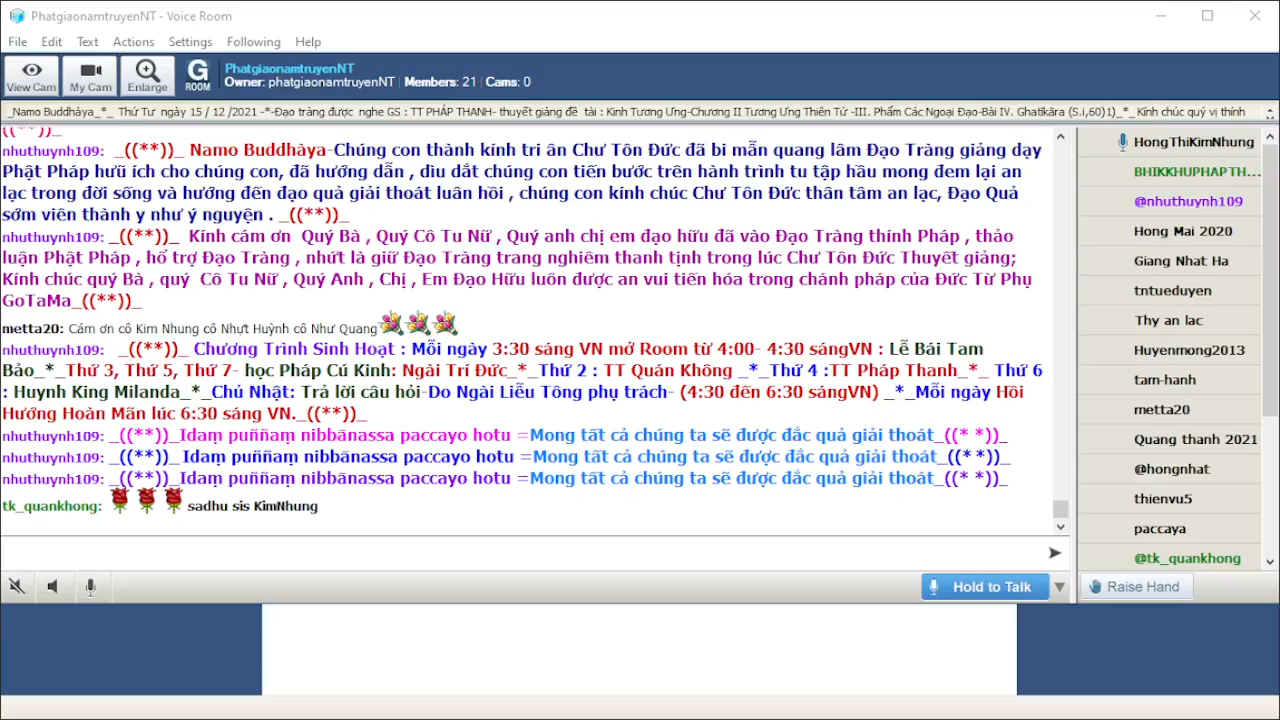 PhatgiaonamtruyenNT - Voice Room
File Edit Text Actions Settings Following Help
View Cam My Cam Enlarge G ROOM
PhatgiaonamtruyenNT
Owner: phatgiaonamtruyenNT | Members: 21 | Cams: 0
_Namo Buddhàya_*_ Thứ Tư ngày 15 / 12 /2021 -*-Đạo tràng được nghe GS : TT PHÁP THANH- thuyết giảng đề tài : Kinh Tương Ưng-Chương II Tương Ưng Thiên Tử -III. Phẩm Các Ngoại Đạo-Bài IV. Ghatìkāra (S.i,60)1)_*_ Kính chúc quý vị thính
((**))_
nhuthuynh109: _((**))_ Namo Buddhàya-Chúng con thành kính tri ân Chư Tôn Đức đã bi mẫn quang lâm Đạo Tràng giảng dạy
Phật Pháp hữu ích cho chúng con, đã hướng dẫn , dìu dắt chúng con tiến bước trên hành trình tu tập hầu mong đem lại an
lạc trong đời sống và hướng đến đạo quả giải thoát luân hồi , chúng con kính chúc Chư Tôn Đức thân tâm an lạc, Đạo Quả
sớm viên thành y như ý nguyện . _((**))_
nhuthuynh109: _((**))_ Kính cám ơn Quý Bà , Quý Cô Tu Nữ , Quý anh chị em đạo hữu đã vào Đạo Tràng thính Pháp , thảo
luận Phật Pháp , hổ trợ Đạo Tràng , nhứt là giữ Đạo Tràng trang nghiêm thanh tịnh trong lúc Chư Tôn Đức Thuyết giảng;
Kính chúc quý Bà , quý Cô Tu Nữ , Quý Anh , Chị , Em Đạo Hữu luôn được an vui tiến hóa trong chánh pháp của Đức Từ Phụ
GoTaMa_((**))_
metta20: Cám ơn cô Kim Nhung cô Nhựt Huỳnh cô Như Quang
nhuthuynh109: _((**))_ Chương Trình Sinh Hoạt : Mỗi ngày 3:30 sáng VN mở Room từ 4:00- 4:30 sángVN : Lễ Bái Tam
Bảo_*_Thứ 3, Thứ 5, Thứ 7- học Pháp Cú Kinh: Ngài Trí Đức_*_Thứ 2 : TT Quán Không _*_Thứ 4 :TT Pháp Thanh_*_ Thứ 6
: Huynh King Milanda_*_Chủ Nhật: Trả lời câu hỏi-Do Ngài Liễu Tông phụ trách- (4:30 đến 6:30 sángVN) _*_Mỗi ngày Hồi
Hướng Hoàn Mãn lúc 6:30 sáng VN._((**))_
nhuthuynh109: _((**))_Idaṃ puññaṃ nibbānassa paccayo hotu =Mong tất cả chúng ta sẽ được đắc quả giải thoát_((* *))_
nhuthuynh109: _((**))_Idaṃ puññaṃ nibbānassa paccayo hotu =Mong tất cả chúng ta sẽ được đắc quả giải thoát_((* *))_
nhuthuynh109: _((**))_Idaṃ puññaṃ nibbānassa paccayo hotu =Mong tất cả chúng ta sẽ được đắc quả giải thoát_((* *))_
tk_quankhong: sadhu sis KimNhung
Hold to Talk
HongThiKimNhung
BHIKKHUPHAPTH...
@nhuthuynh109
Hong Mai 2020
Giang Nhat Ha
tntueduyen
Thy an lac
Huyenmong2013
tam-hanh
metta20
Quang thanh 2021
@hongnhat
thienvu5
paccaya
@tk_quankhong
Raise Hand